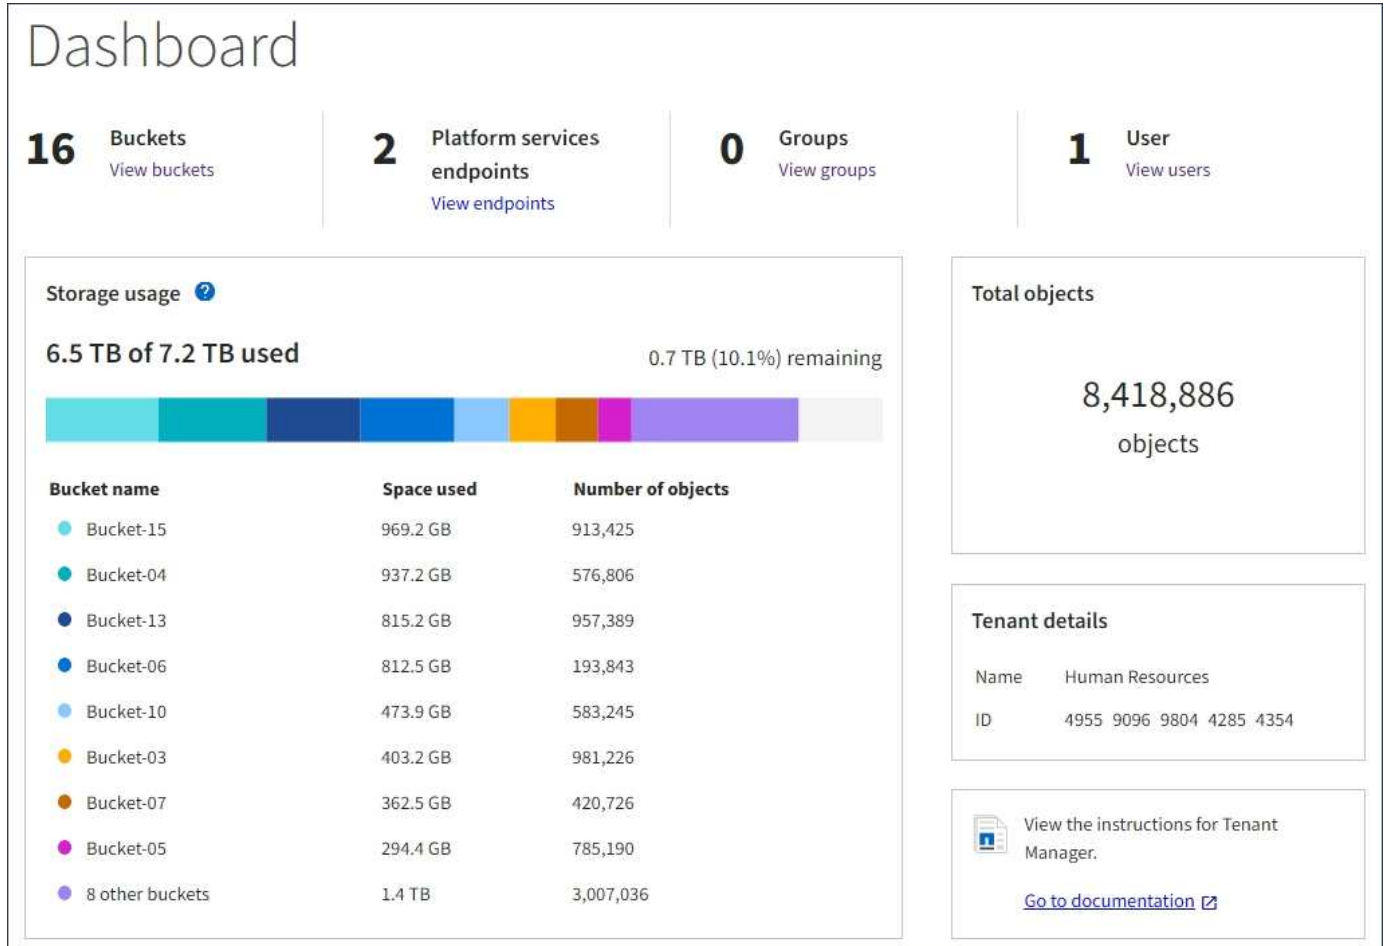 Dashboard
16 Buckets
View buckets
2 Platform services
endpoints
View endpoints
0 Groups
View groups
1 User
View users
Storage usage ?
6.5 TB of 7.2 TB used
0.7 TB (10.1%) remaining
Bucket name Space used Number of objects
Bucket-15 969.2 GB 913,425
Bucket-04 937.2 GB 576,806
Bucket-13 815.2 GB 957,389
Bucket-06 812.5 GB 193,843
Bucket-10 473.9 GB 583,245
Bucket-03 403.2 GB 981,226
Bucket-07 362.5 GB 420,726
Bucket-05 294.4 GB 785,190
8 other buckets 1.4 TB 3,007,036
Total objects
8,418,886
objects
Tenant details
Name Human Resources
ID 4955 9096 9804 4285 4354
View the instructions for Tenant
Manager.
Go to documentation